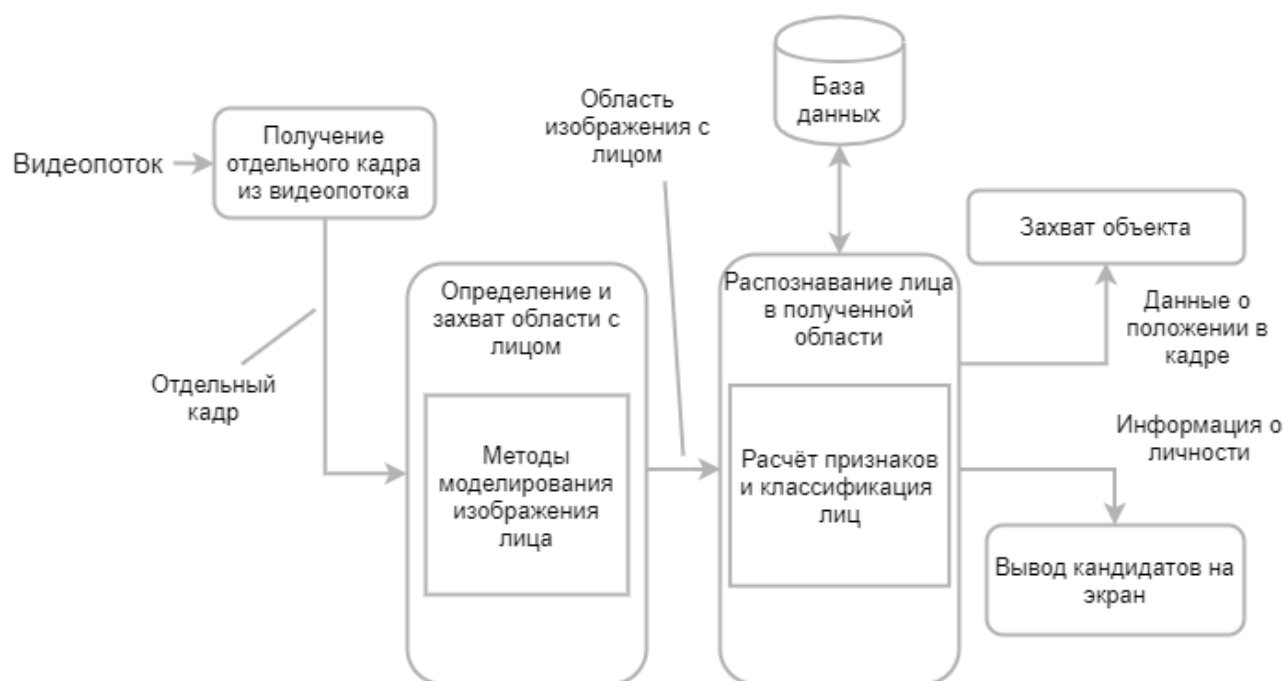 Видеопоток
Получение
отдельного кадра
из видеопотока
Отдельный
кадр
Определение и
захват области с
лицом
Методы
моделирования
изображения
лица
Область
изображения с
лицом
База
данных
Распознавание лица
в полученной
области
Расчёт признаков
и классификация
лиц
Захват объекта
Данные о
положении в
кадре
Информация о
личности
Вывод кандидатов на
экран